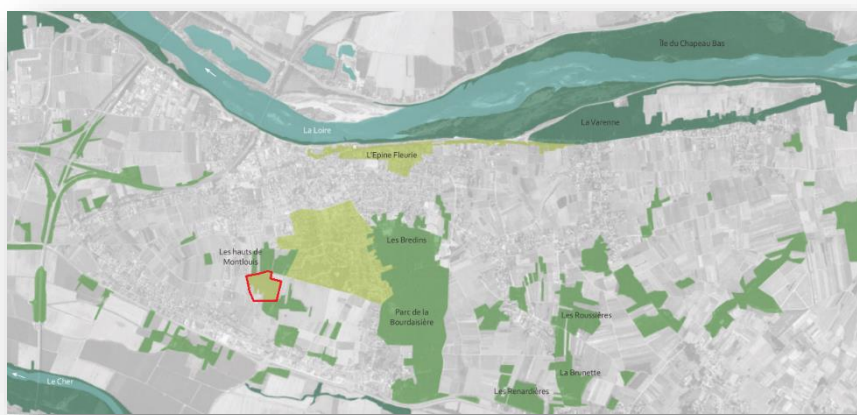 Île du Chapeau Bas
La Varenne
La Loire
L'Epine Fleurie
Les Bredins
Les hauts de
Montlouis
Parc de la
Bourdaisière
Les Roussières
La Brunette
Le Cher
Les Renardières